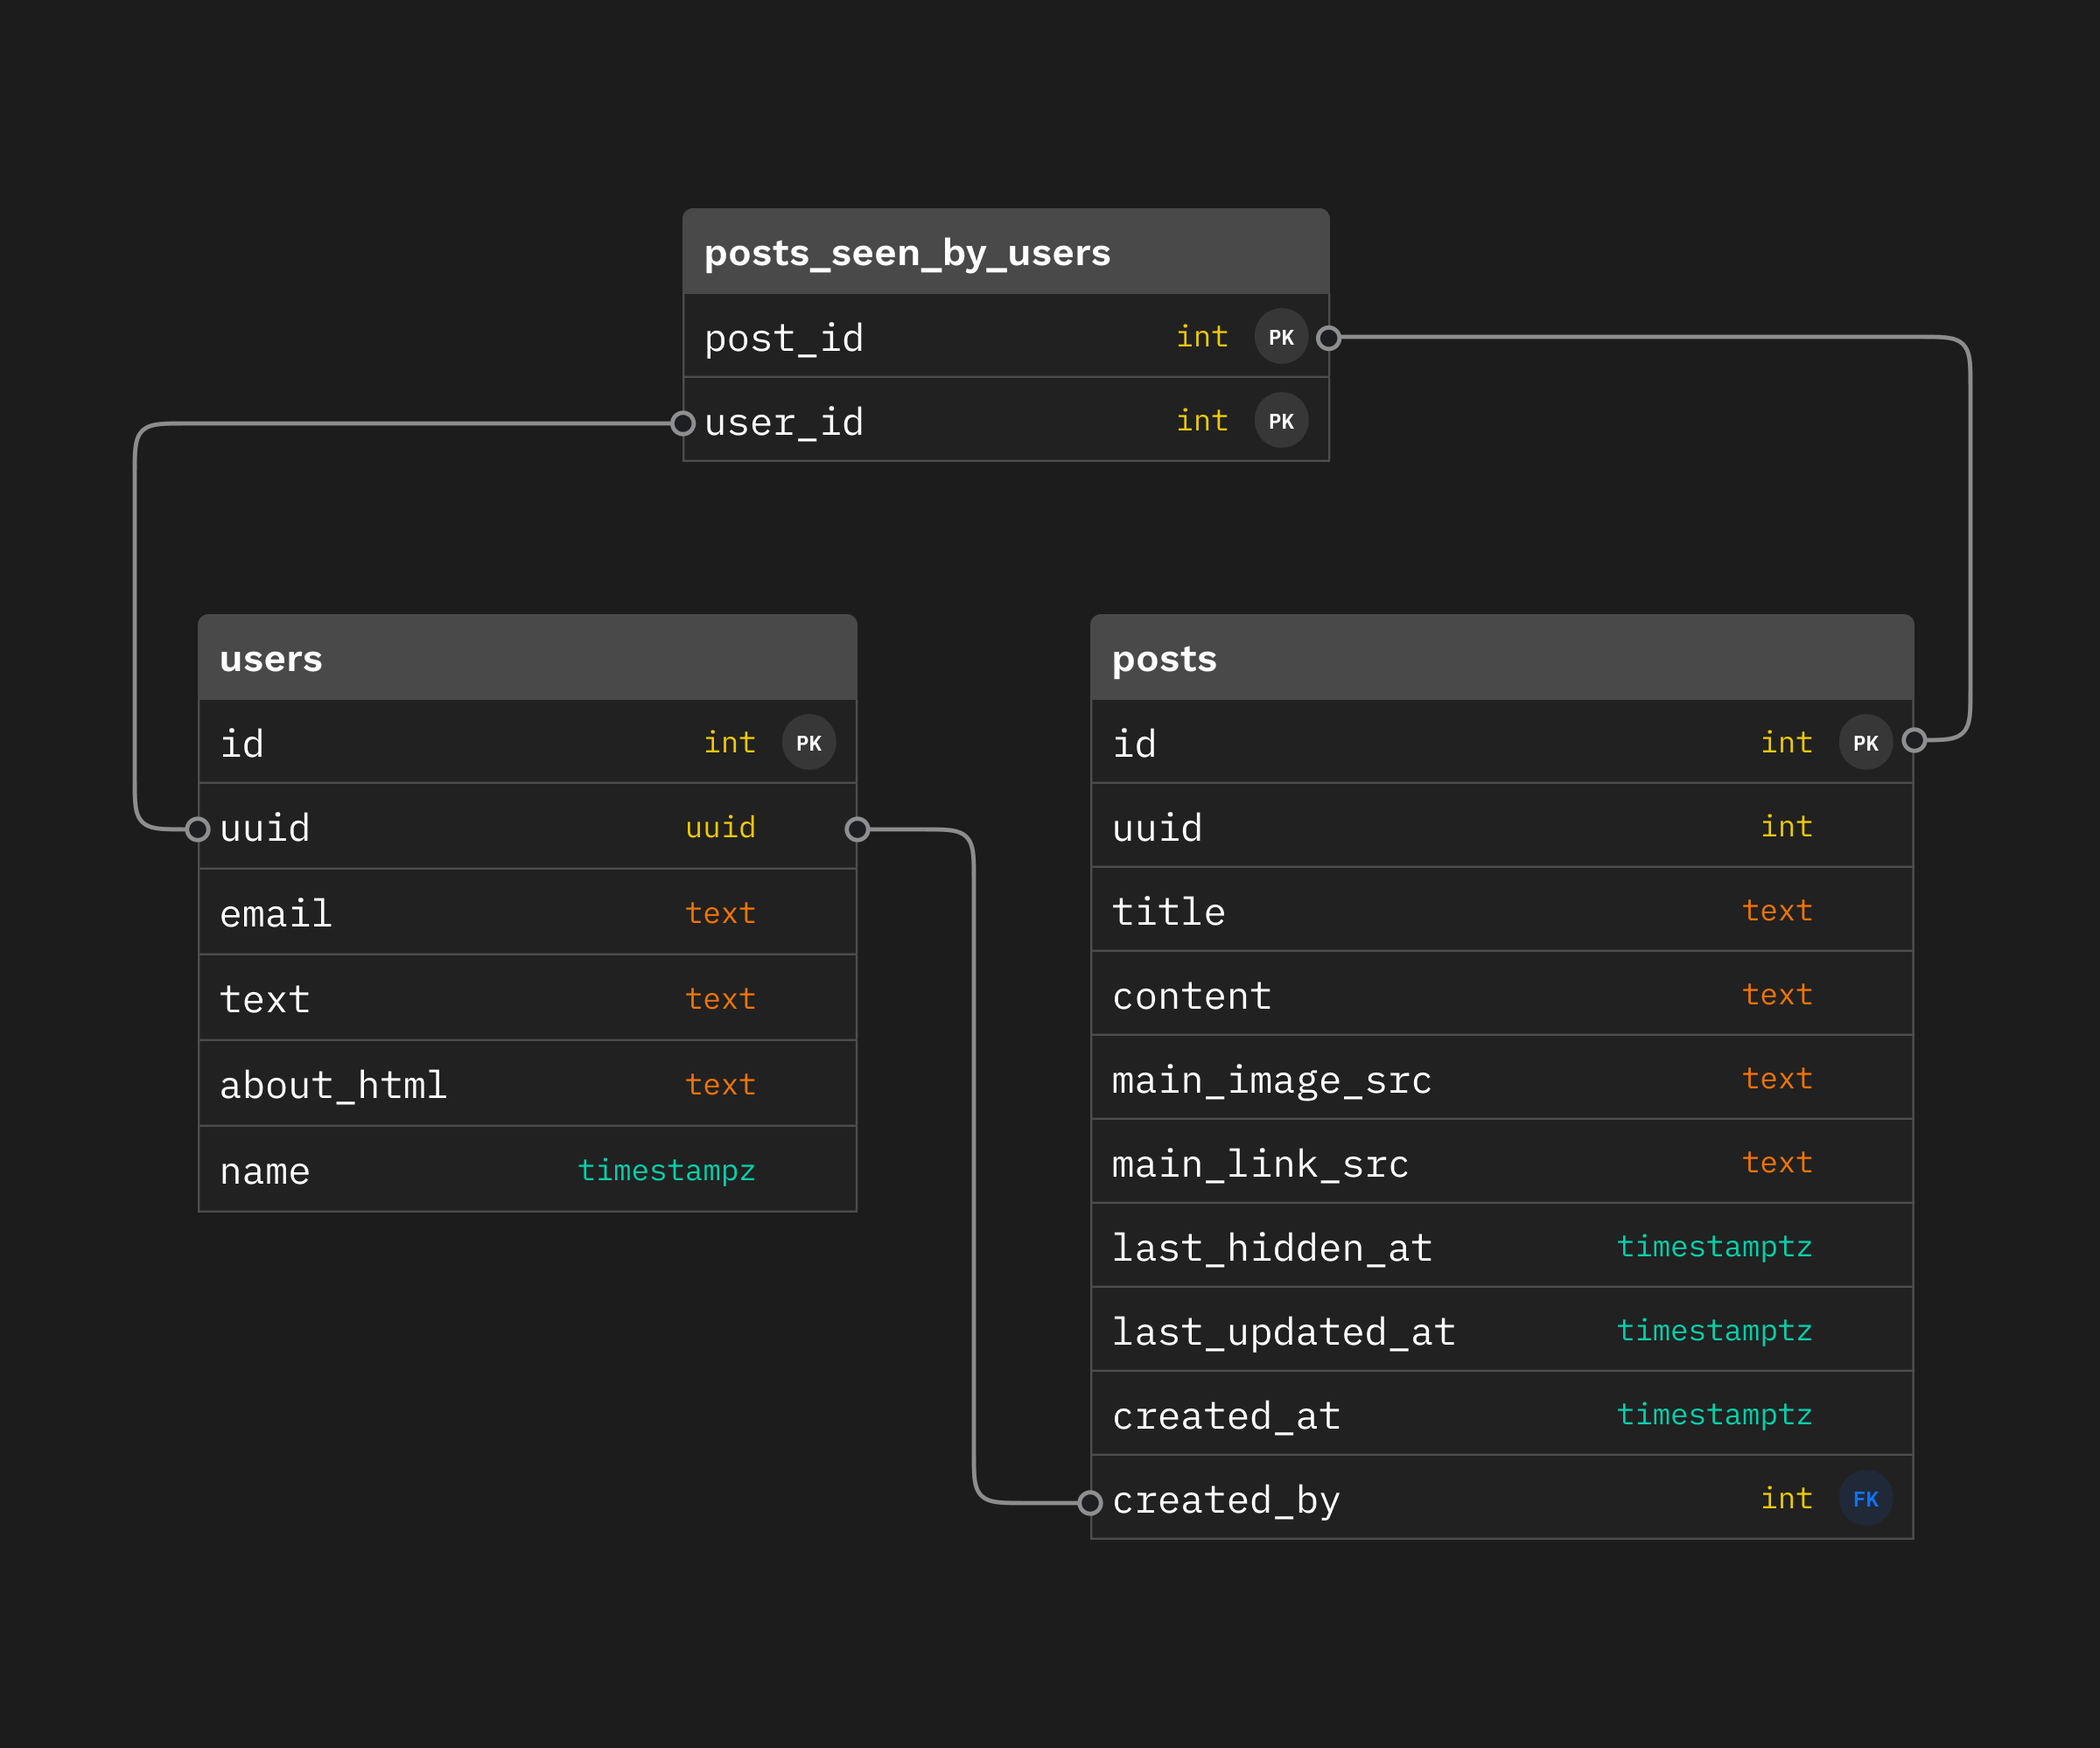 posts_seen_by_users
post_id int PK
user_id int PK
users
id int PK
uuid uuid
email text
text text
about_html text
name timestampz
posts
id int PK
uuid int
title text
content text
main_image_src text
main_link_src text
last_hidden_at timestamptz
last_updated_at timestamptz
created_at timestamptz
created_by int FK